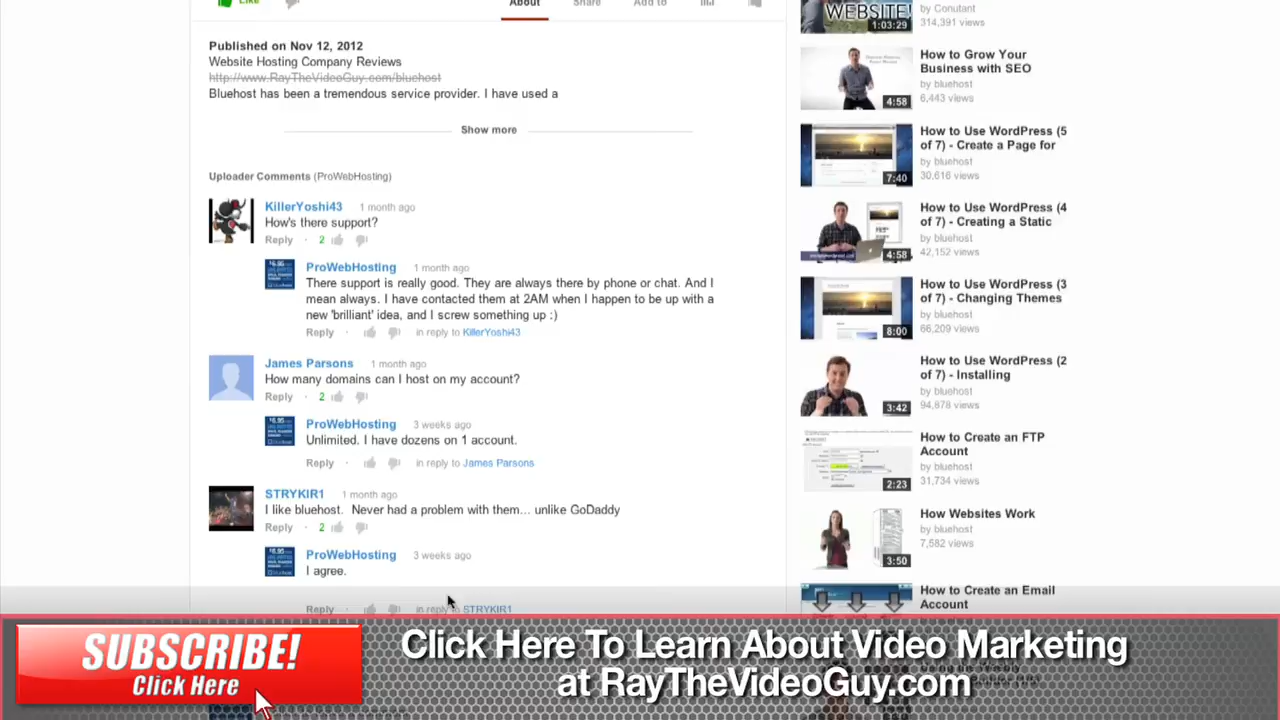 Like
About
Share
Add to
Published on Nov 12, 2012
Website Hosting Company Reviews
http://www.RayTheVideoGuy.com/bluehost
Bluehost has been a tremendous service provider. I have used a
Show more
Uploader Comments (ProWebHosting)
KillerYoshi43 1 month ago
How's there support?
Reply · 2
ProWebHosting 1 month ago
There support is really good. They are always there by phone or chat. And I
mean always. I have contacted them at 2AM when I happen to be up with a
new 'brilliant' idea, and I screw something up :)
Reply · in reply to KillerYoshi43
James Parsons 1 month ago
How many domains can I host on my account?
Reply · 2
ProWebHosting 3 weeks ago
Unlimited. I have dozens on 1 account.
Reply · in reply to James Parsons
STRYKIR1 1 month ago
I like bluehost. Never had a problem with them... unlike GoDaddy
Reply · 2
ProWebHosting 3 weeks ago
I agree.
Reply · in reply to STRYKIR1
WEBSITE!
1:03:29
by Conutant
314,391 views
How to Grow Your
Business with SEO
by bluehost
6,443 views
4:58
How to Use WordPress (5
of 7) - Create a Page for
by bluehost
30,616 views
7:40
How to Use WordPress (4
of 7) - Creating a Static
by bluehost
42,152 views
4:58
How to Use WordPress (3
of 7) - Changing Themes
by bluehost
66,209 views
8:00
How to Use WordPress (2
of 7) - Installing
by bluehost
94,878 views
3:42
How to Create an FTP
Account
by bluehost
31,734 views
2:23
How Websites Work
by bluehost
7,582 views
3:50
How to Create an Email
Account
SUBSCRIBE!
Click Here
Click Here To Learn About Video Marketing
at RayTheVideoGuy.com